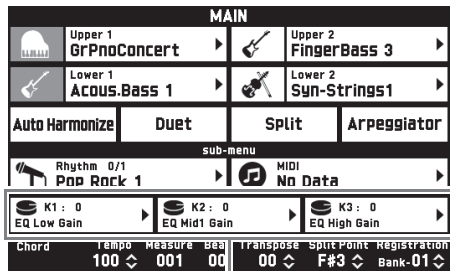 MAIN
Upper 1
GrPnoConcert
Upper 2
FingerBass 3
Lower 1
Acous.Bass 1
Lower 2
Syn-Strings1
Auto Harmonize Duet Split Arpeggiator
sub-menu
Rhythm 0/1
Pop Rock 1
MIDI
No Data
K1: 0
EQ Low Gain
K2: 0
EQ Mid1 Gain
K3: 0
EQ High Gain
Chord Tempo Measure Transpose Split Point Registration
100 001 00 00 F#3 Bank-01